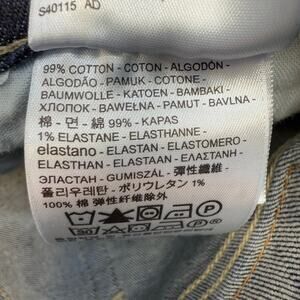 S40115 AD
99% COTTON - COTON - ALGODÓN -
ALGODÃO - PAMUK - COTONE -
BAUMWOLLE - KATOEN - BAMBAKI -
ХЛОПОК - BAWEŁNA - PAMUT - BAVLNA -
棉 - 면 - 綿 99% - KAPAS
1% ELASTANE - ELASTHANNE -
elastano - ELASTAN - ELASTOMERO -
ELASTHAN - ELASTAAN - ΕΛΑΣΤΑΝΗ -
ЭЛАСТАН - GUMISZÁL - 弾性纖維 -
폴리우레탄 - ポリウレタン 1%
100% 棉 弹性纤维除外
30
P